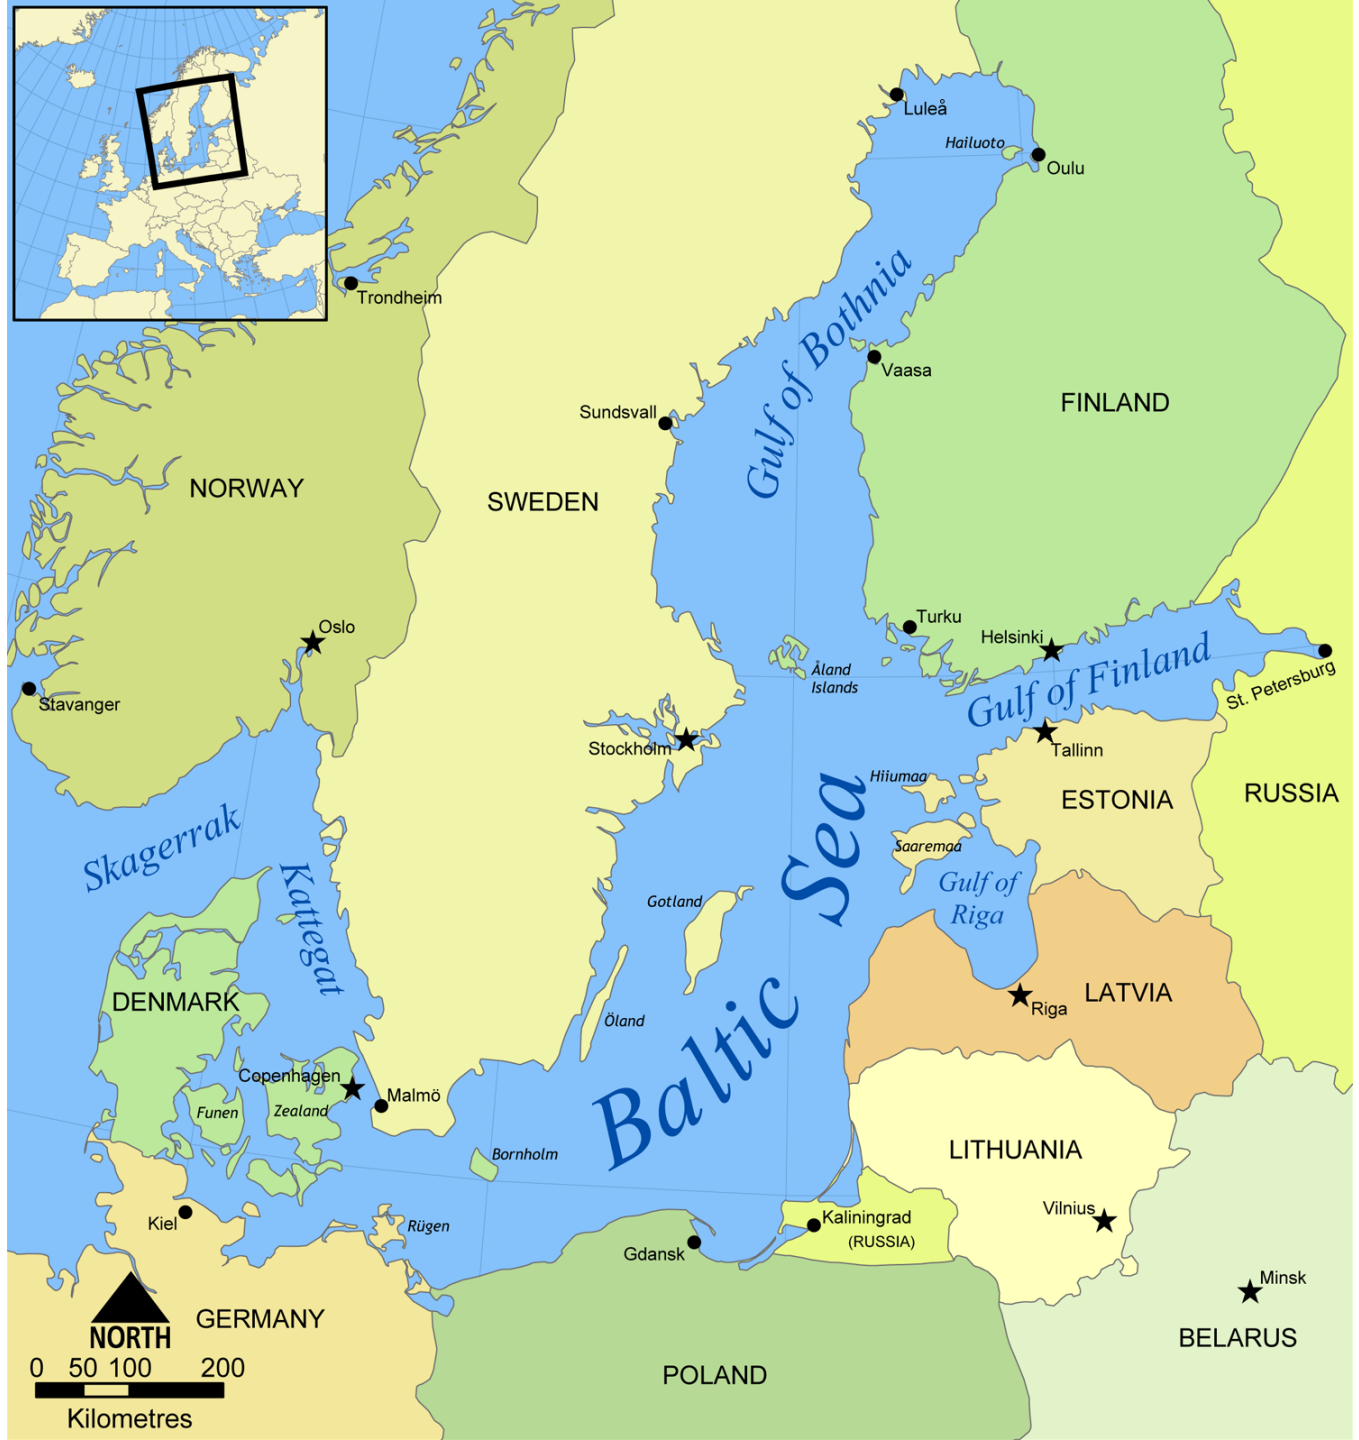 Luleå
Hailuoto
Oulu
Trondheim
Gulf of Bothnia
Vaasa
FINLAND
Sundsvall
NORWAY
SWEDEN
Oslo
Turku
Helsinki
Åland
Islands
Gulf of Finland
St. Petersburg
Stavanger
Stockholm
Tallinn
Hiiumaa
ESTONIA
RUSSIA
Skagerrak
Kattegat
Saaremaa
Gulf of
Riga
Gotland
Baltic Sea
DENMARK
LATVIA
Riga
Öland
Copenhagen
Malmö
Funen
Zealand
Bornholm
LITHUANIA
Vilnius
Kiel
Rügen
Kaliningrad
(RUSSIA)
Gdansk
Minsk
GERMANY
NORTH
BELARUS
POLAND
0 50 100 200
Kilometres